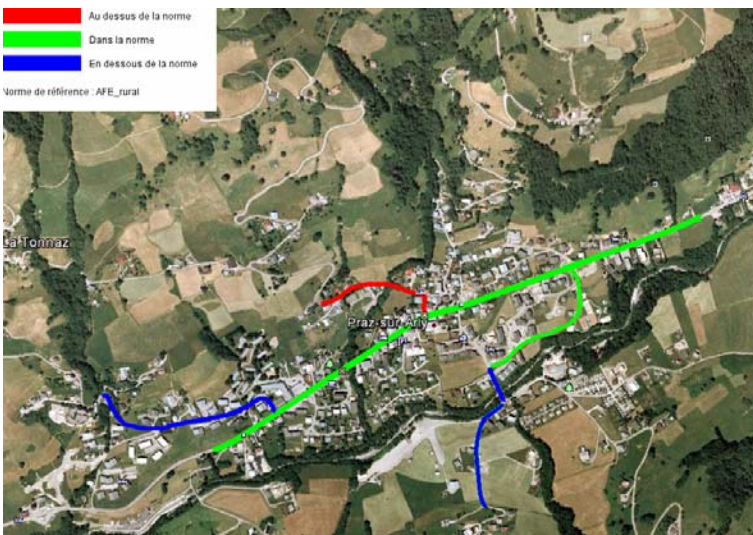 Au dessus de la norme
Dans la norme
En dessous de la norme
Norme de référence : AFE_rural
La Tonnaz
Praz-sur-Arly